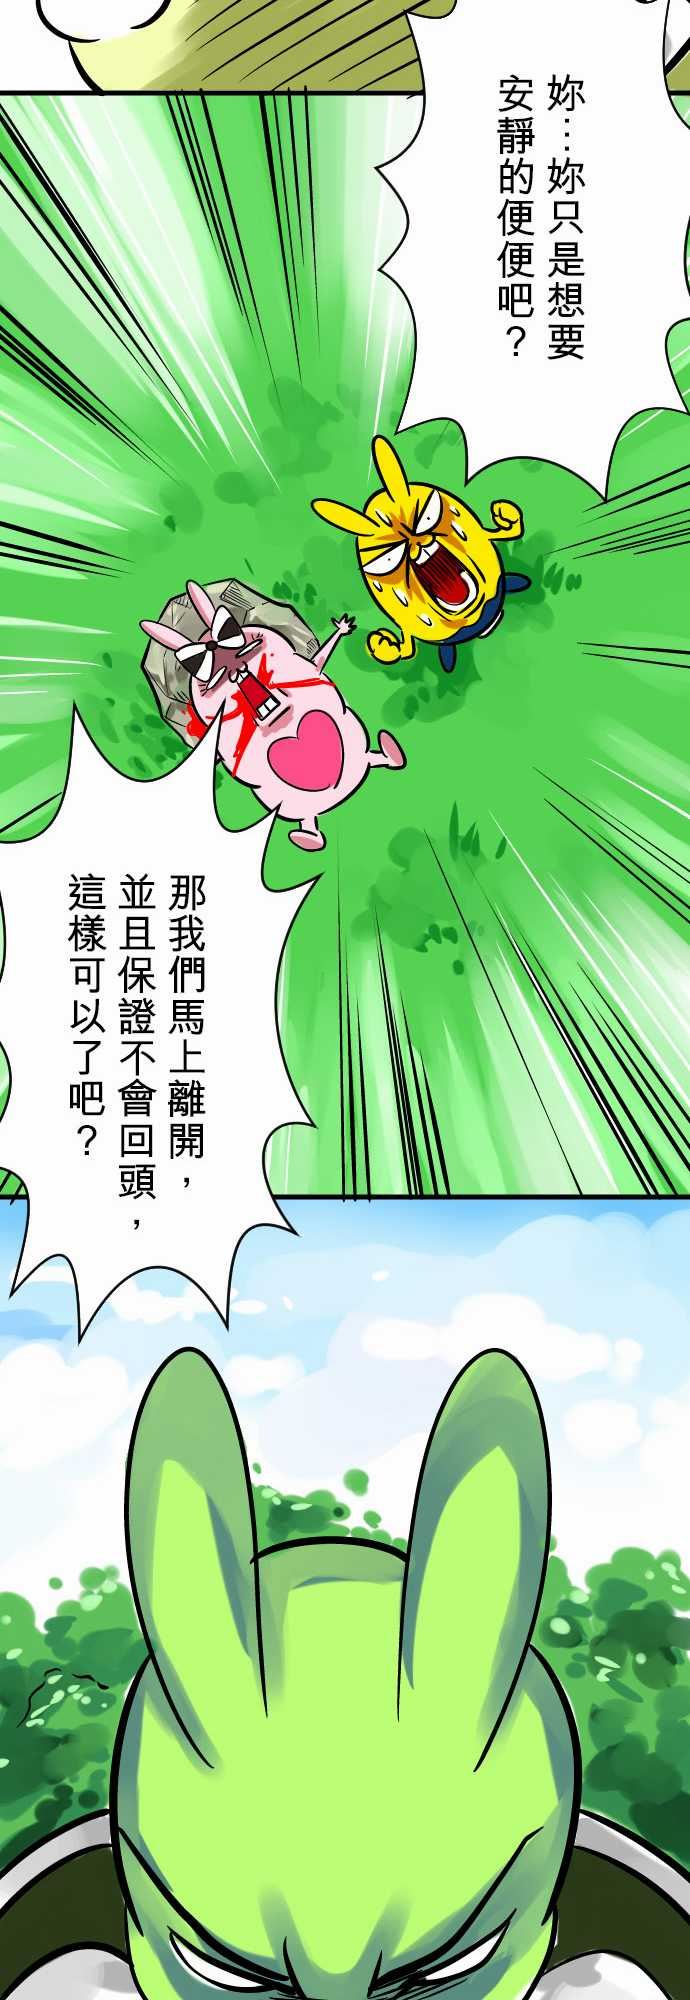 妳…妳只是想要
安靜的便便吧？
那我們馬上離開，
並且保證不會回頭，
這樣可以了吧？